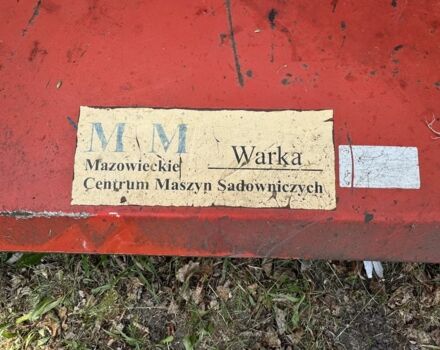 M M
Mazowieckie Warka
Centrum Maszyn Sadowniczych